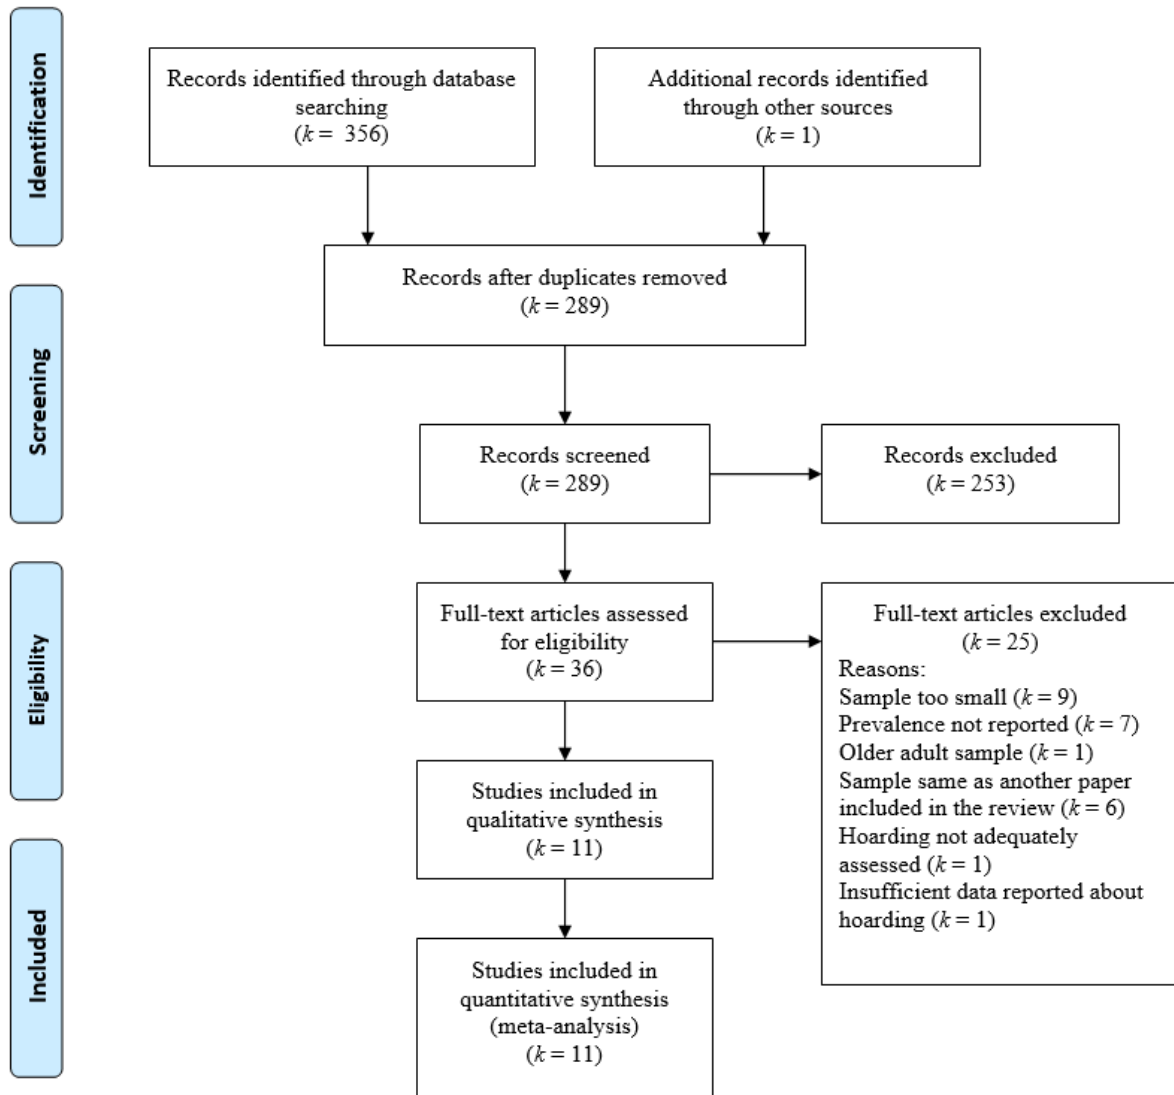 Identification
Records identified through database
searching
(k = 356)
Additional records identified
through other sources
(k = 1)
Records after duplicates removed
(k = 289)
Screening
Records screened
(k = 289)
Records excluded
(k = 253)
Eligibility
Full-text articles assessed
for eligibility
(k = 36)
Full-text articles excluded
(k = 25)
Reasons:
Sample too small (k = 9)
Prevalence not reported (k = 7)
Older adult sample (k = 1)
Sample same as another paper
included in the review (k = 6)
Hoarding not adequately
assessed (k = 1)
Insufficient data reported about
hoarding (k = 1)
Studies included in
qualitative synthesis
(k = 11)
Included
Studies included in
quantitative synthesis
(meta-analysis)
(k = 11)